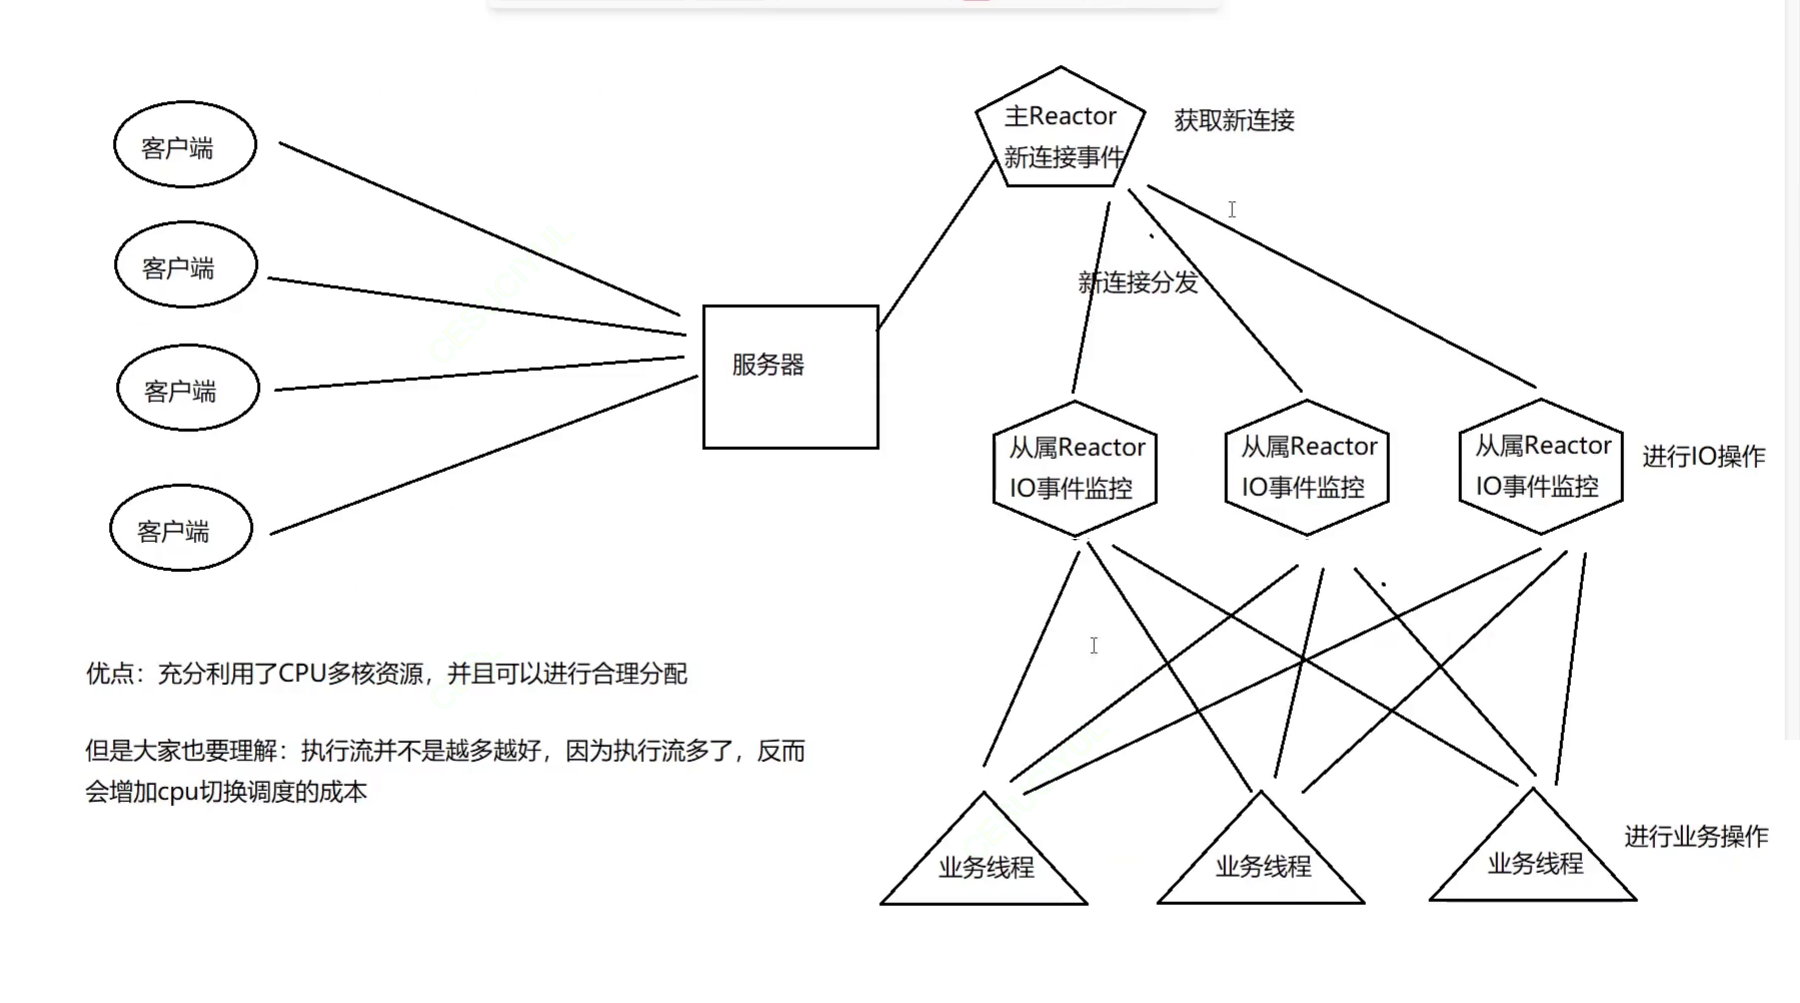 客户端
客户端
客户端
客户端
服务器
主Reactor
新连接事件
获取新连接
新连接分发
从属Reactor
IO事件监控
从属Reactor
IO事件监控
从属Reactor
IO事件监控
进行IO操作
业务线程
业务线程
业务线程
进行业务操作
优点：充分利用了CPU多核资源，并且可以进行合理分配
但是大家也要理解：执行流并不是越多越好，因为执行流多了，反而
会增加cpu切换调度的成本